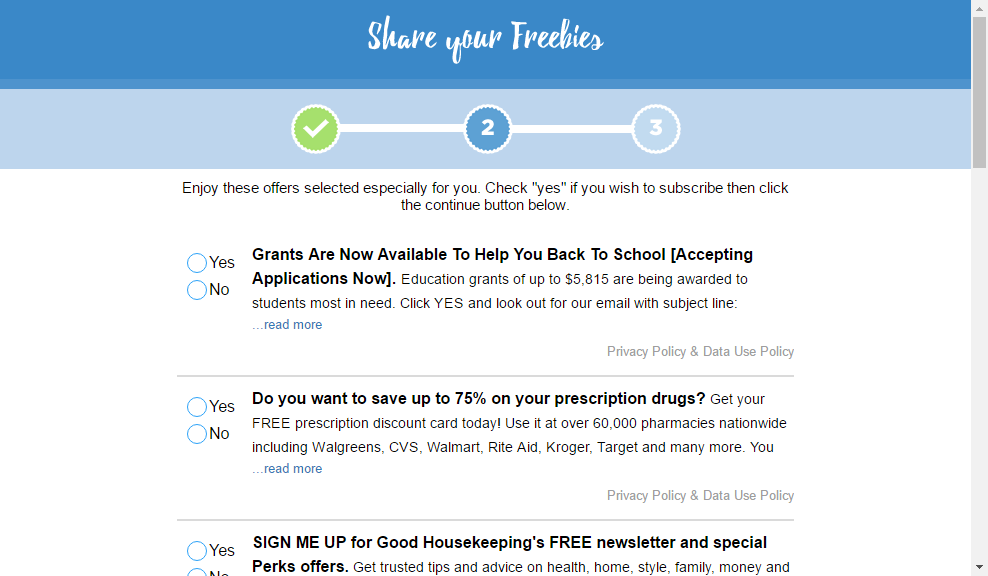 Share your Freebies
2
3
Enjoy these offers selected especially for you. Check "yes" if you wish to subscribe then click
the continue button below.
Yes
No
Grants Are Now Available To Help You Back To School [Accepting
Applications Now]. Education grants of up to $5,815 are being awarded to
students most in need. Click YES and look out for our email with subject line:
...read more
Privacy Policy & Data Use Policy
Yes
No
Do you want to save up to 75% on your prescription drugs? Get your
FREE prescription discount card today! Use it at over 60,000 pharmacies nationwide
including Walgreens, CVS, Walmart, Rite Aid, Kroger, Target and many more. You
...read more
Privacy Policy & Data Use Policy
Yes
No
SIGN ME UP for Good Housekeeping's FREE newsletter and special
Perks offers. Get trusted tips and advice on health, home, style, family, money and